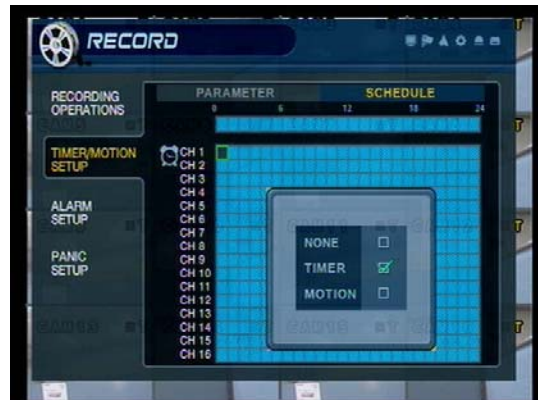 RECORD
PARAMETER SCHEDULE
0 6 12 18 24
RECORDING
OPERATIONS
TIMER/MOTION
SETUP
ALARM
SETUP
PANIC
SETUP
CH 1
CH 2
CH 3
CH 4
CH 5
CH 6
CH 7
CH 8
CH 9
CH 10
CH 11
CH 12
CH 13
CH 14
CH 15
CH 16
NONE
TIMER
MOTION